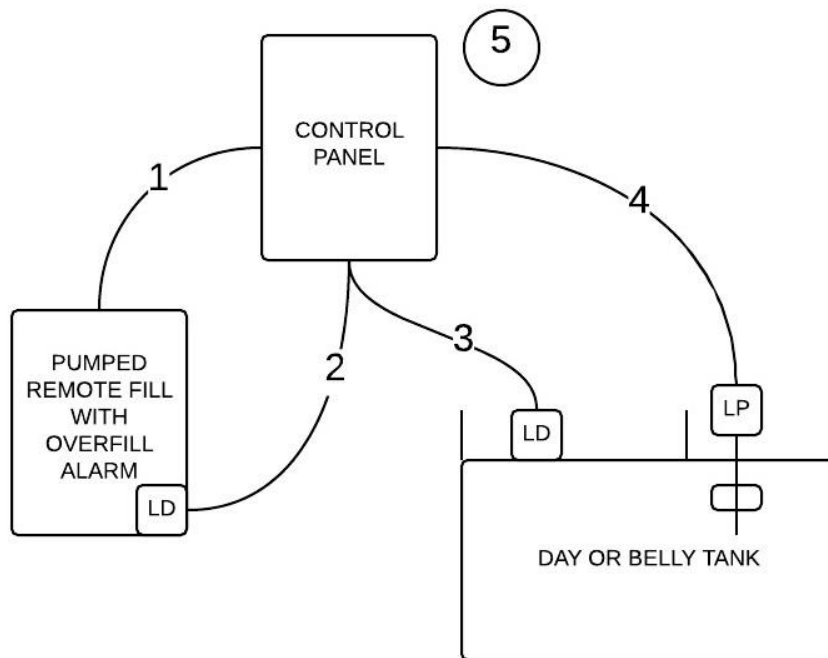 5
CONTROL
PANEL
1
4
2
3
PUMPED
REMOTE FILL
WITH
OVERFILL
ALARM
LD
LD
LP
DAY OR BELLY TANK